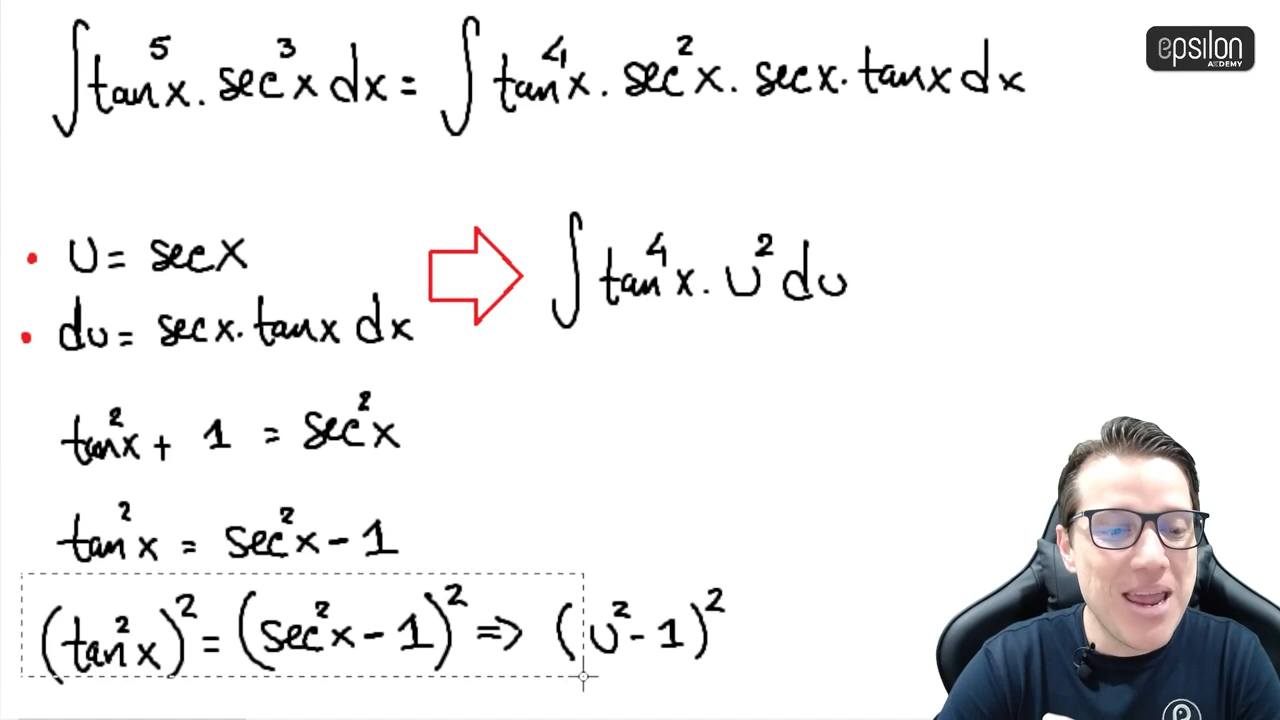 ∫tan⁵x . sec³x dx = ∫tan⁴x . sec²x . secx . tanx dx
epsilon
AKDEMY
• U = secx
∫tan⁴x . U² du
• du = secx . tanx dx
tan²x + 1 = sec²x
tan²x = sec²x - 1
(tan²x)² = (sec²x - 1)² => (U² - 1)²